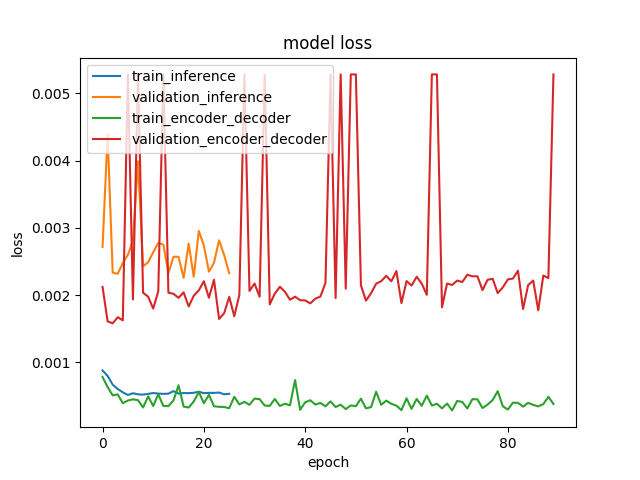 model loss
train_inference
validation_inference
train_encoder_decoder
validation_encoder_decoder
0.005
0.004
0.003
0.002
0.001
loss
0 20 40 60 80
epoch